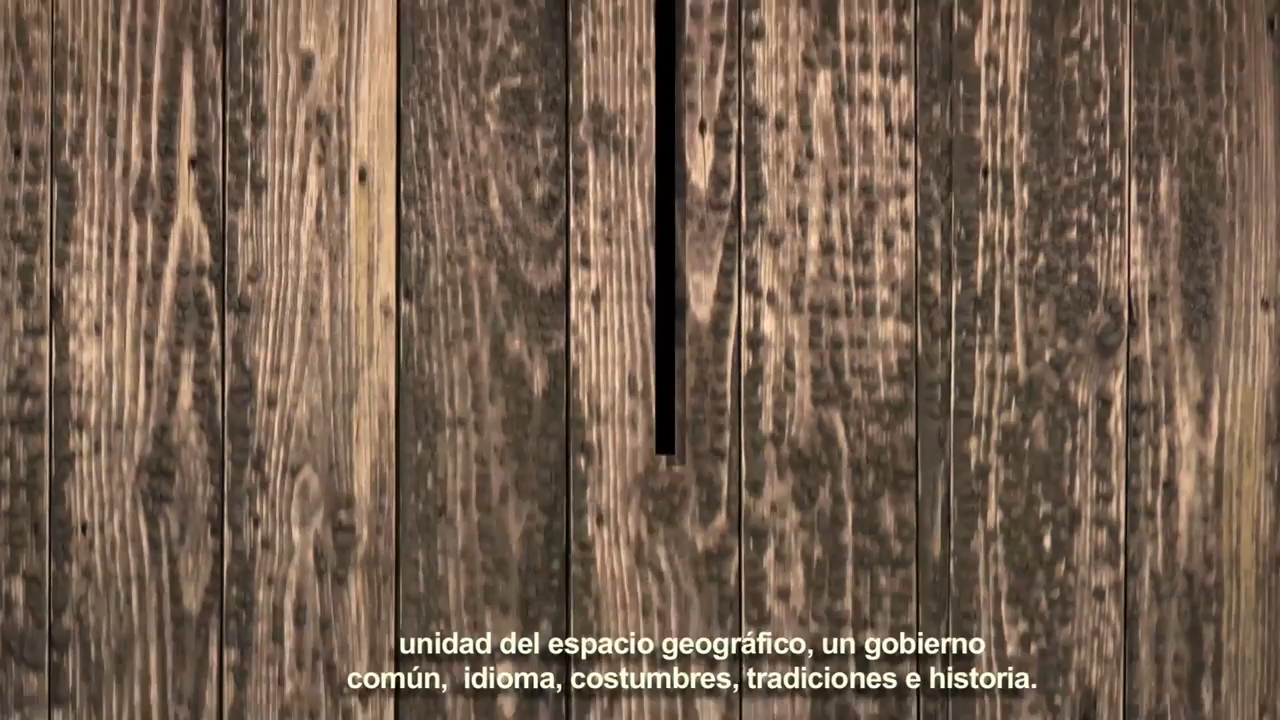 unidad del espacio geográfico, un gobierno
común,  idioma, costumbres, tradiciones e historia.